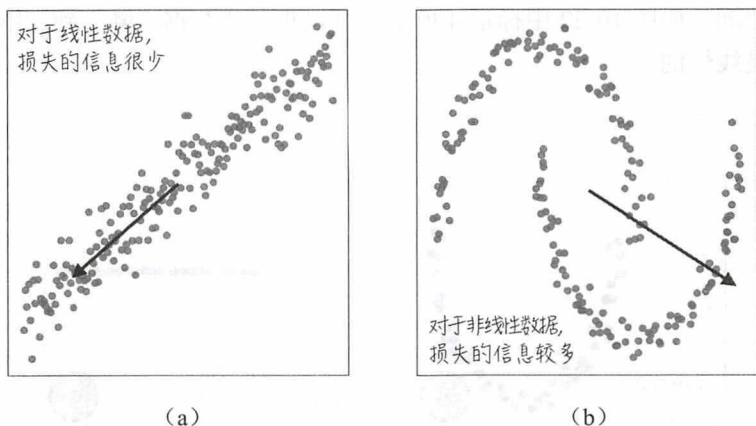 对于线性数据，
损失的信息很少
对于非线性数据，
损失的信息较多
（a）
（b）